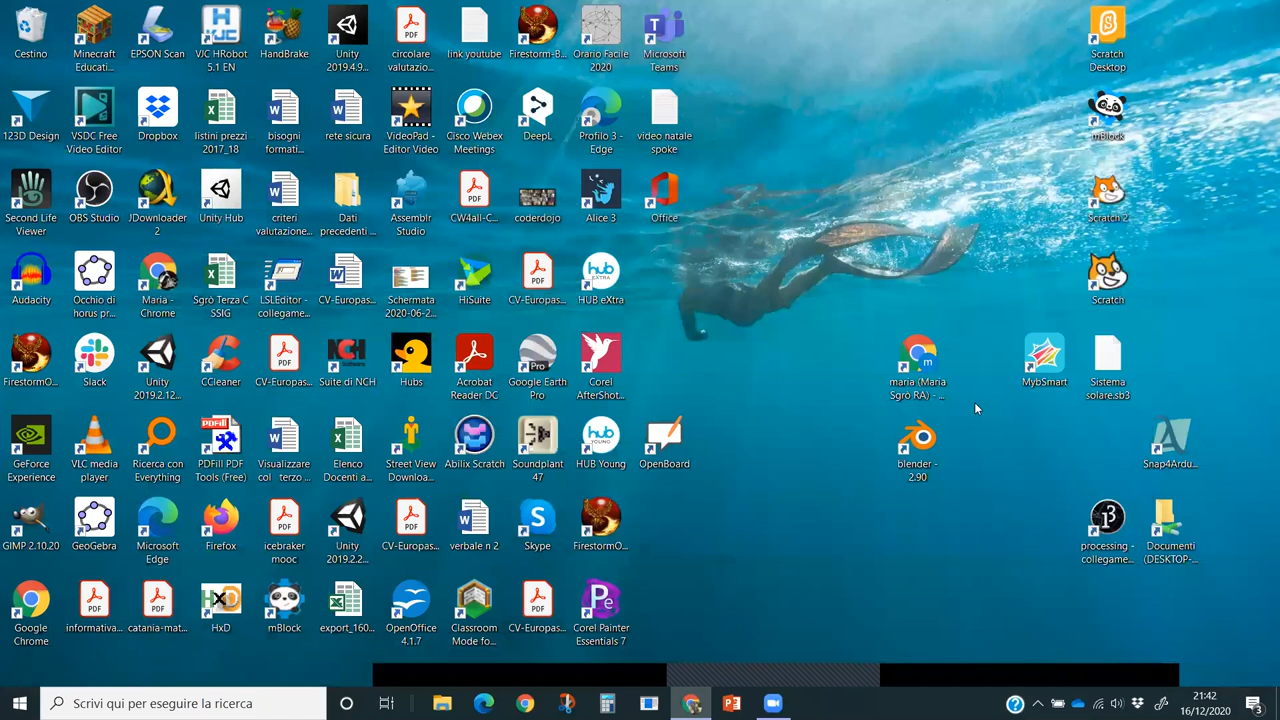 Cestino
Minecraft
Educati...
EPSON Scan
VIC HRobot
5.1 EN
HandBrake
Unity
2019.4.9...
circolare
valutazio...
link youtube
Firestorm-B...
Orario Facile
2020
Microsoft
Teams
Scratch
Desktop
123D Design
VSDC Free
Video Editor
Dropbox
listini prezzi
2017_18
bisogni
formati...
rete sicura
VideoPad -
Editor Video
Cisco Webex
Meetings
DeepL
Profilo 3 -
Edge
video natale
spoke
mBlock
Second Life
Viewer
OBS Studio
JDownloader
2
Unity Hub
criteri
valutazione...
Dati
precedenti ...
Assemblr
Studio
CW4all-C...
coderdojo
Alice 3
Office
Scratch 2
Audacity
Occhio di
horus pr...
Maria -
Chrome
Sgrò Terza C
SSIG
LSLEditor -
collegame...
CV-Europas...
Schermata
2020-06-2...
HiSuite
CV-Europas...
HUB eXtra
Scratch
FirestormO...
Slack
Unity
2019.2.12...
CCleaner
CV-Europas...
Suite di NCH
Hubs
Acrobat
Reader DC
Google Earth
Pro
Corel
AfterShot...
maria (Maria
Sgrò RA) - ...
MybSmart
Sistema
solare.sb3
GeForce
Experience
VLC media
player
Ricerca con
Everything
PDFill PDF
Tools (Free)
Visualizzare
col terzo ...
Elenco
Docenti a...
Street View
Downloa...
Abilix Scratch
Soundplant
47
HUB Young
OpenBoard
blender -
2.90
Snap4Ardu...
GIMP 2.10.20
GeoGebra
Microsoft
Edge
Firefox
icebraker
mooc
Unity
2019.2.2...
CV-Europas...
verbale n 2
Skype
FirestormO...
processing -
collegame...
Documenti
(DESKTOP-...
Google
Chrome
informativa...
catania-mat...
HxD
mBlock
export_160...
OpenOffice
4.1.7
Classroom
Mode fo...
CV-Europas...
Corel Painter
Essentials 7
Scrivi qui per eseguire la ricerca
21:42
16/12/2020
3